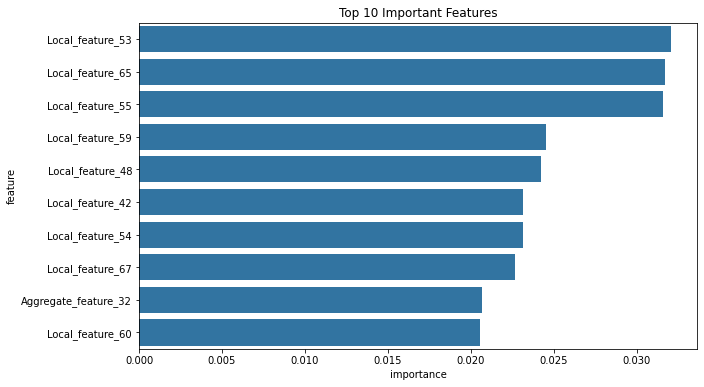 Top 10 Important Features
feature
Local_feature_53
Local_feature_65
Local_feature_55
Local_feature_59
Local_feature_48
Local_feature_42
Local_feature_54
Local_feature_67
Aggregate_feature_32
Local_feature_60
0.000 0.005 0.010 0.015 0.020 0.025 0.030
importance